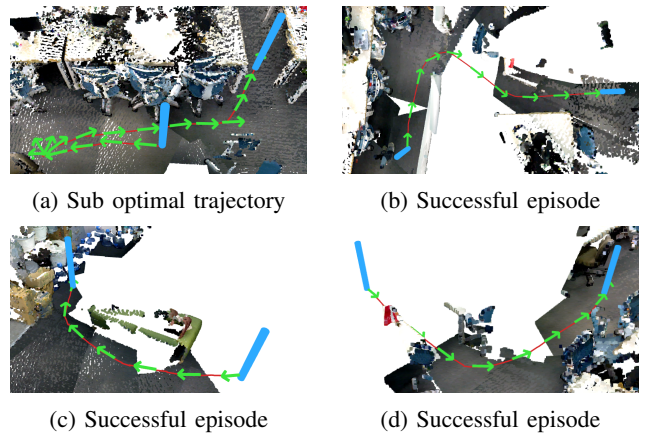 (a) Sub optimal trajectory
(b) Successful episode
(c) Successful episode
(d) Successful episode